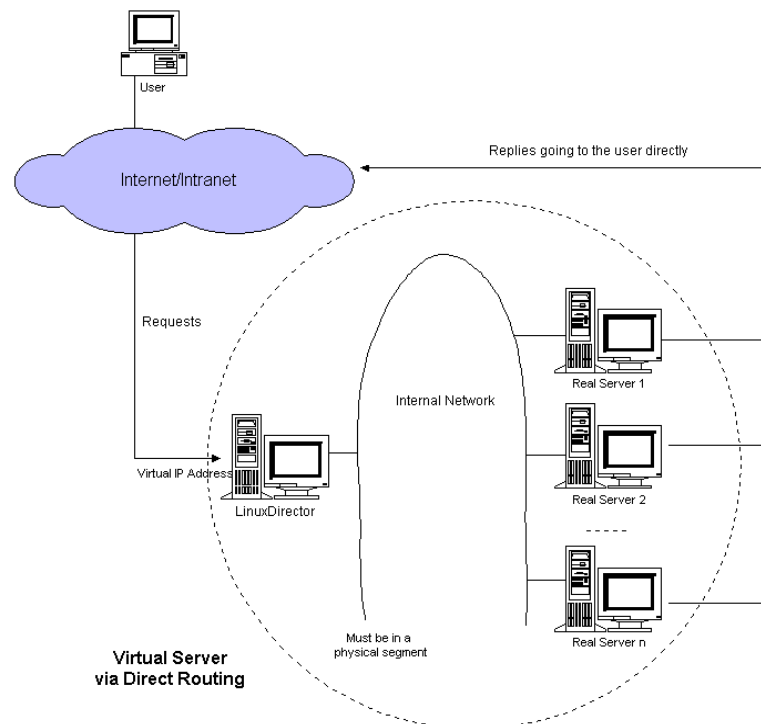 User
Internet/Intranet
Replies going to the user directly
Requests
Internal Network
Real Server 1
Virtual IP Address
LinuxDirector
Real Server 2
Must be in a
physical segment
Real Server n
Virtual Server
via Direct Routing